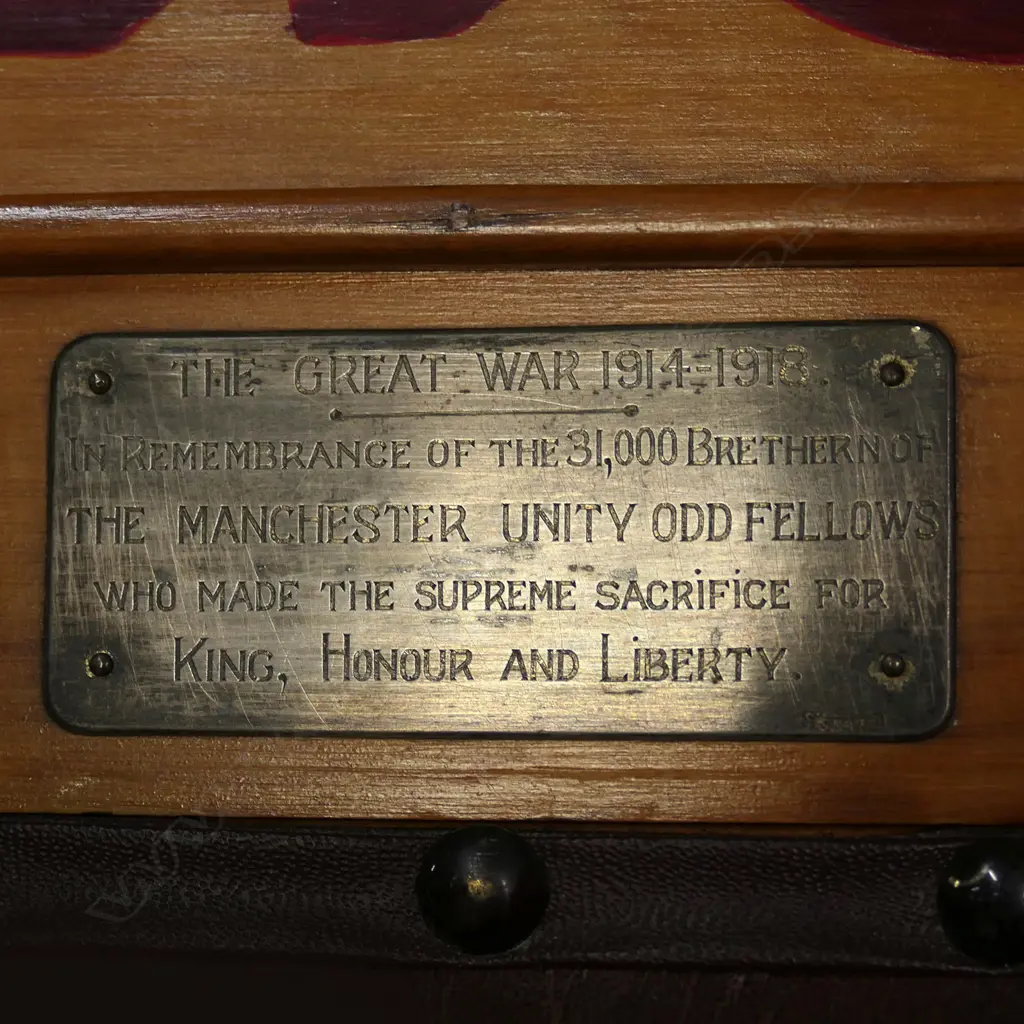 THE GREAT WAR 1914=1918.
IN REMEMBRANCE OF THE 31,000 BRETHERN OF
THE MANCHESTER UNITY ODD FELLOWS
WHO MADE THE SUPREME SACRIFICE FOR
KING, HONOUR AND LIBERTY.